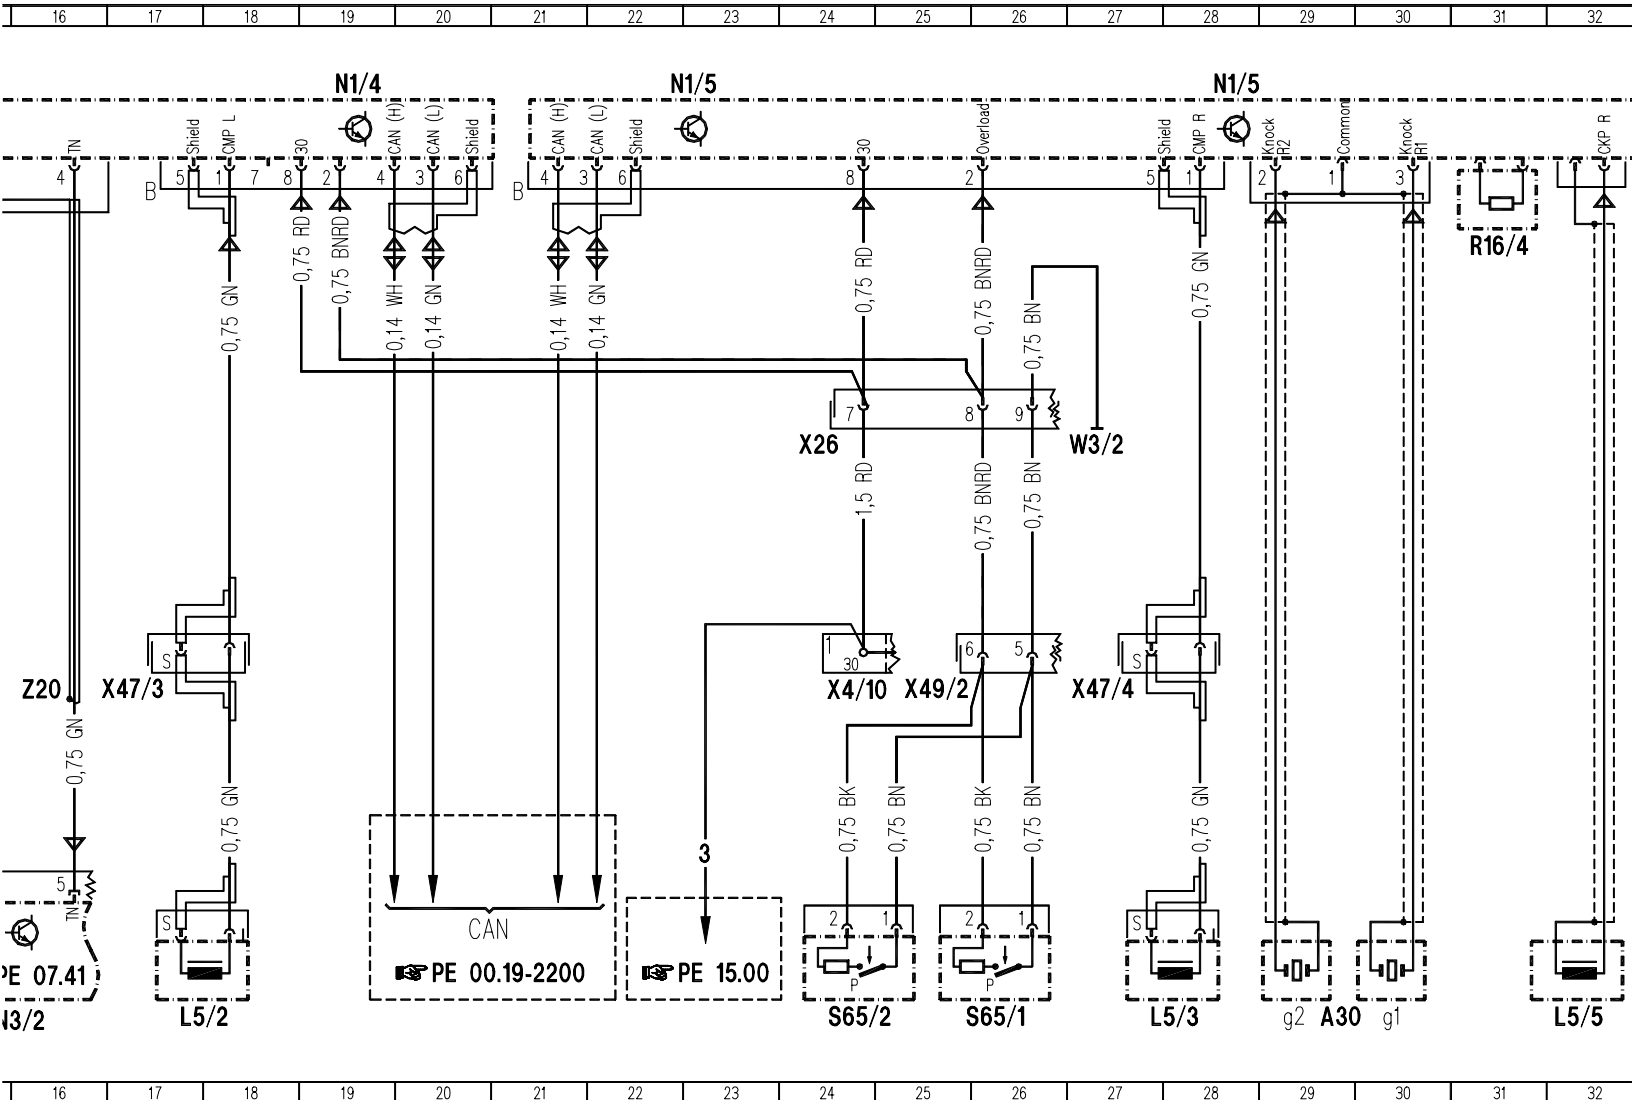 16 17 18 19 20 21 22 23 24 25 26 27 28 29 30 31 32
N1/4 N1/5 N1/5
TN Shield CMP L 30 CAN (H) CAN (L) Shield CAN (H) CAN (L) Shield 30 Overload Shield CMP R Knock R2 Common Knock R1 CKP R
4 B 5 1 7 8 2 4 3 6 B 4 3 6 8 2 5 1 2 1 3
R16/4
0,75 GN 0,75 RD 0,75 BNRD 0,14 WH 0,14 GN 0,14 WH 0,14 GN 0,75 RD 0,75 BNRD 0,75 BN 0,75 GN
7 8 9
X26 W3/2
1,5 RD 0,75 BNRD 0,75 BN
1 6 5
S 30 S
Z20 X47/3 X4/10 X49/2 X47/4
0,75 GN 0,75 GN 0,75 BK 0,75 BN 0,75 BK 0,75 BN 0,75 GN
3
5 TN S 2 1 2 1 S
CAN
PE 07.41 PE 00.19-2200 PE 15.00 P P
N3/2 L5/2 S65/2 S65/1 L5/3 g2 A30 g1 L5/5
16 17 18 19 20 21 22 23 24 25 26 27 28 29 30 31 32